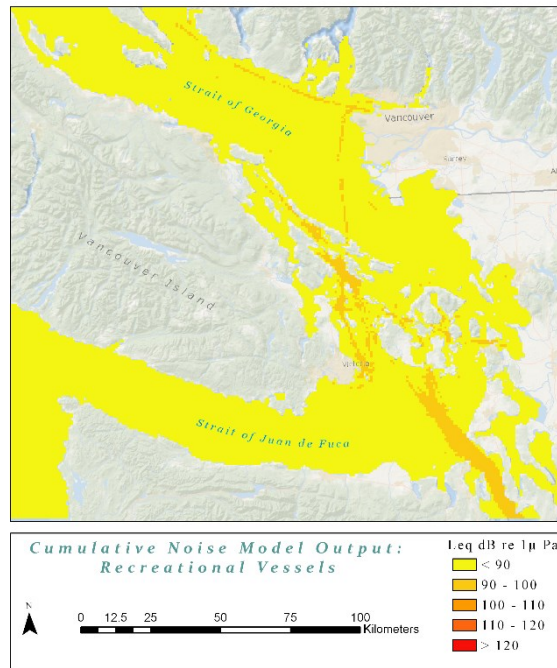 Strait of Georgia
Vancouver
Surrey
Vancouver Island
Victoria
Strait of Juan de Fuca
Cumulative Noise Model Output:
Recreational Vessels
N
0 12.5 25 50 75 100
Kilometers
Leq dB re 1µ Pa
< 90
90 - 100
100 - 110
110 - 120
> 120